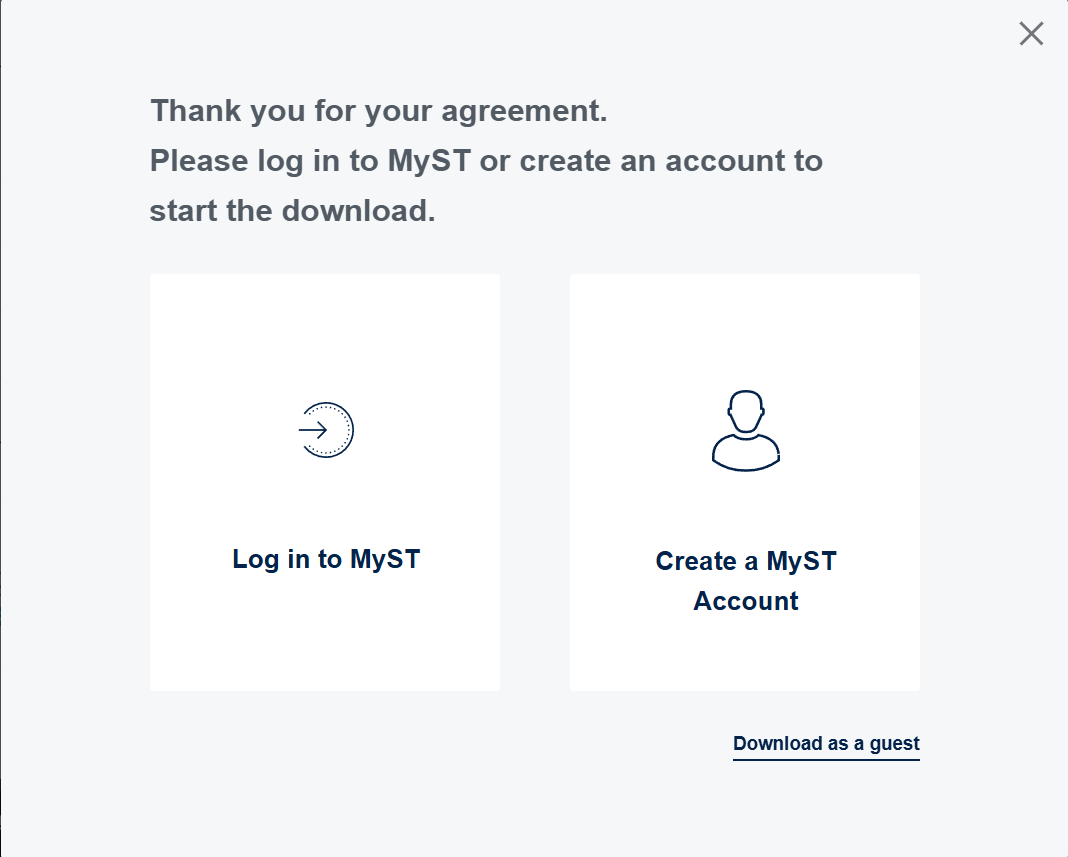 Thank you for your agreement.
Please log in to MyST or create an account to
start the download.
Log in to MyST
Create a MyST
Account
Download as a guest